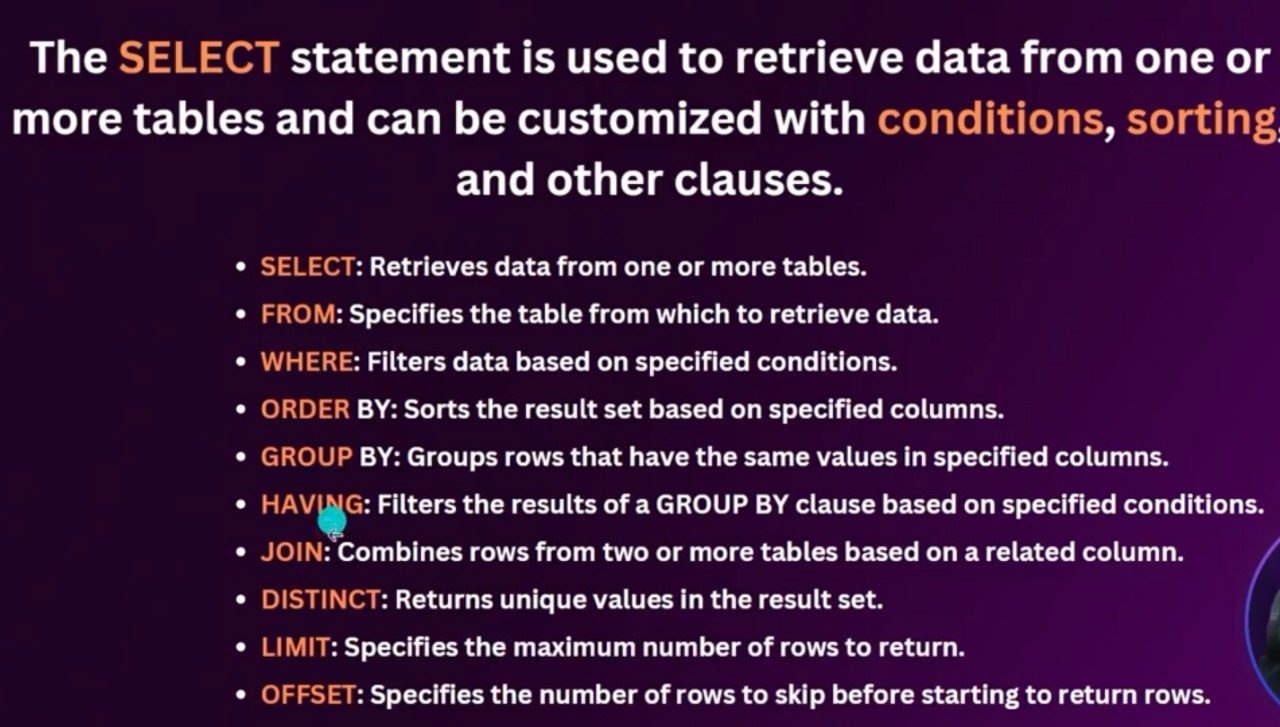 The SELECT statement is used to retrieve data from one or
more tables and can be customized with conditions, sorting,
and other clauses.
• SELECT: Retrieves data from one or more tables.
• FROM: Specifies the table from which to retrieve data.
• WHERE: Filters data based on specified conditions.
• ORDER BY: Sorts the result set based on specified columns.
• GROUP BY: Groups rows that have the same values in specified columns.
• HAVING: Filters the results of a GROUP BY clause based on specified conditions.
• JOIN: Combines rows from two or more tables based on a related column.
• DISTINCT: Returns unique values in the result set.
• LIMIT: Specifies the maximum number of rows to return.
• OFFSET: Specifies the number of rows to skip before starting to return rows.